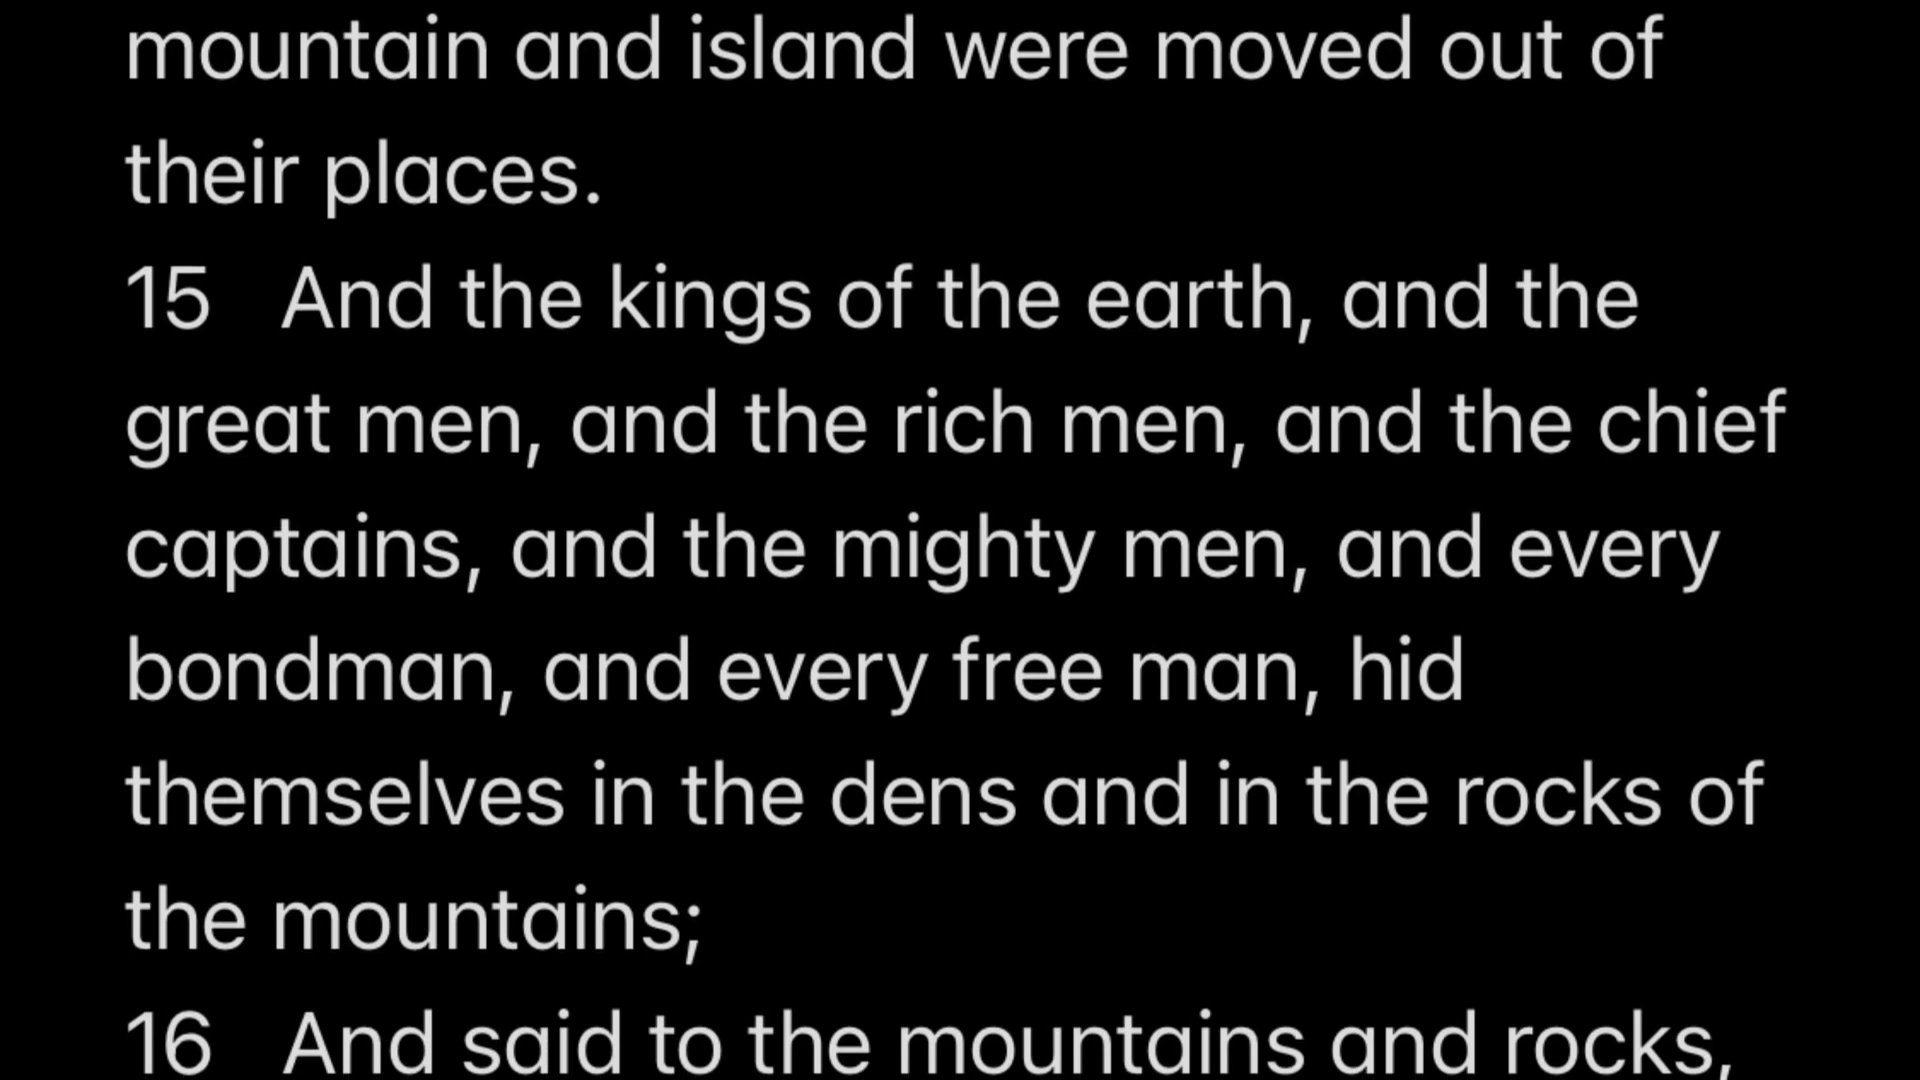 mountain and island were moved out of
their places.
15 And the kings of the earth, and the
great men, and the rich men, and the chief
captains, and the mighty men, and every
bondman, and every free man, hid
themselves in the dens and in the rocks of
the mountains;
16 And said to the mountains and rocks,